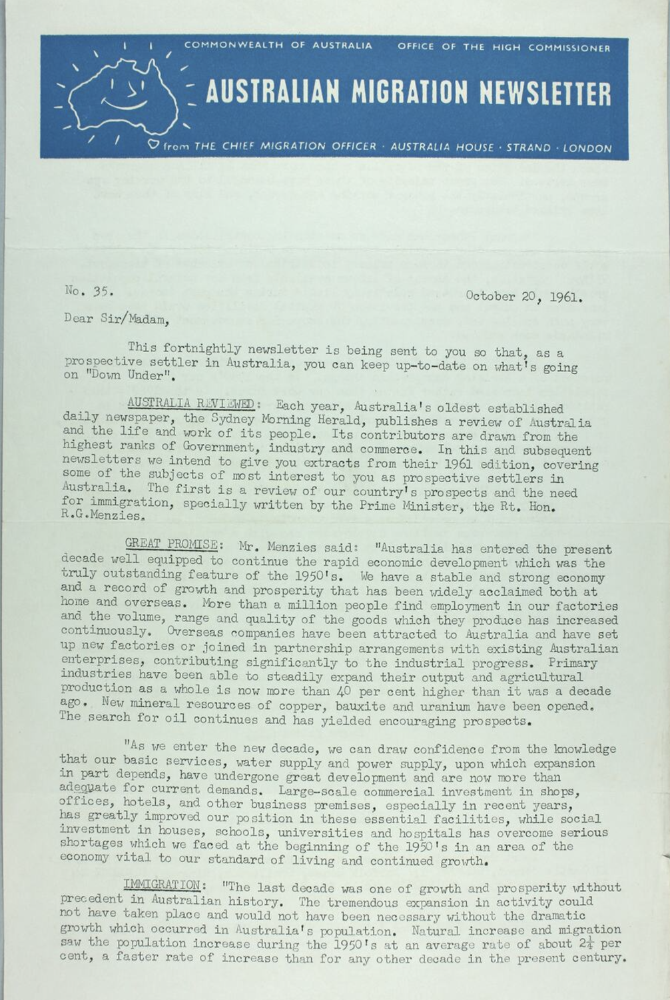 COMMONWEALTH OF AUSTRALIA OFFICE OF THE HIGH COMMISSIONER
AUSTRALIAN MIGRATION NEWSLETTER
from THE CHIEF MIGRATION OFFICER · AUSTRALIA HOUSE · STRAND · LONDON
No. 35.
October 20, 1961.
Dear Sir/Madam,
This fortnightly newsletter is being sent to you so that, as a
prospective settler in Australia, you can keep up-to-date on what's going
on "Down Under".
AUSTRALIA REVIEWED: Each year, Australia's oldest established
daily newspaper, the Sydney Morning Herald, publishes a review of Australia
and the life and work of its people. Its contributors are drawn from the
highest ranks of Government, industry and commerce. In this and subsequent
newsletters we intend to give you extracts from their 1961 edition, covering
some of the subjects of most interest to you as prospective settlers in
Australia. The first is a review of our country's prospects and the need
for immigration, specially written by the Prime Minister, the Rt. Hon.
R.G.Menzies.
GREAT PROMISE: Mr. Menzies said: "Australia has entered the present
decade well equipped to continue the rapid economic development which was the
truly outstanding feature of the 1950's. We have a stable and strong economy
and a record of growth and prosperity that has been widely acclaimed both at
home and overseas. More than a million people find employment in our factories
and the volume, range and quality of the goods which they produce has increased
continuously. Overseas companies have been attracted to Australia and have set
up new factories or joined in partnership arrangements with existing Australian
enterprises, contributing significantly to the industrial progress. Primary
industries have been able to steadily expand their output and agricultural
production as a whole is now more than 40 per cent higher than it was a decade
ago. New mineral resources of copper, bauxite and uranium have been opened.
The search for oil continues and has yielded encouraging prospects.
"As we enter the new decade, we can draw confidence from the knowledge
that our basic services, water supply and power supply, upon which expansion
in part depends, have undergone great development and are now more than
adequate for current demands. Large-scale commercial investment in shops,
offices, hotels, and other business premises, especially in recent years,
has greatly improved our position in these essential facilities, while social
investment in houses, schools, universities and hospitals has overcome serious
shortages which we faced at the beginning of the 1950's in an area of the
economy vital to our standard of living and continued growth.
IMMIGRATION: "The last decade was one of growth and prosperity without
precedent in Australian history. The tremendous expansion in activity could
not have taken place and would not have been necessary without the dramatic
growth which occurred in Australia's population. Natural increase and migration
saw the population increase during the 1950's at an average rate of about 2¼ per
cent, a faster rate of increase than for any other decade in the present century.